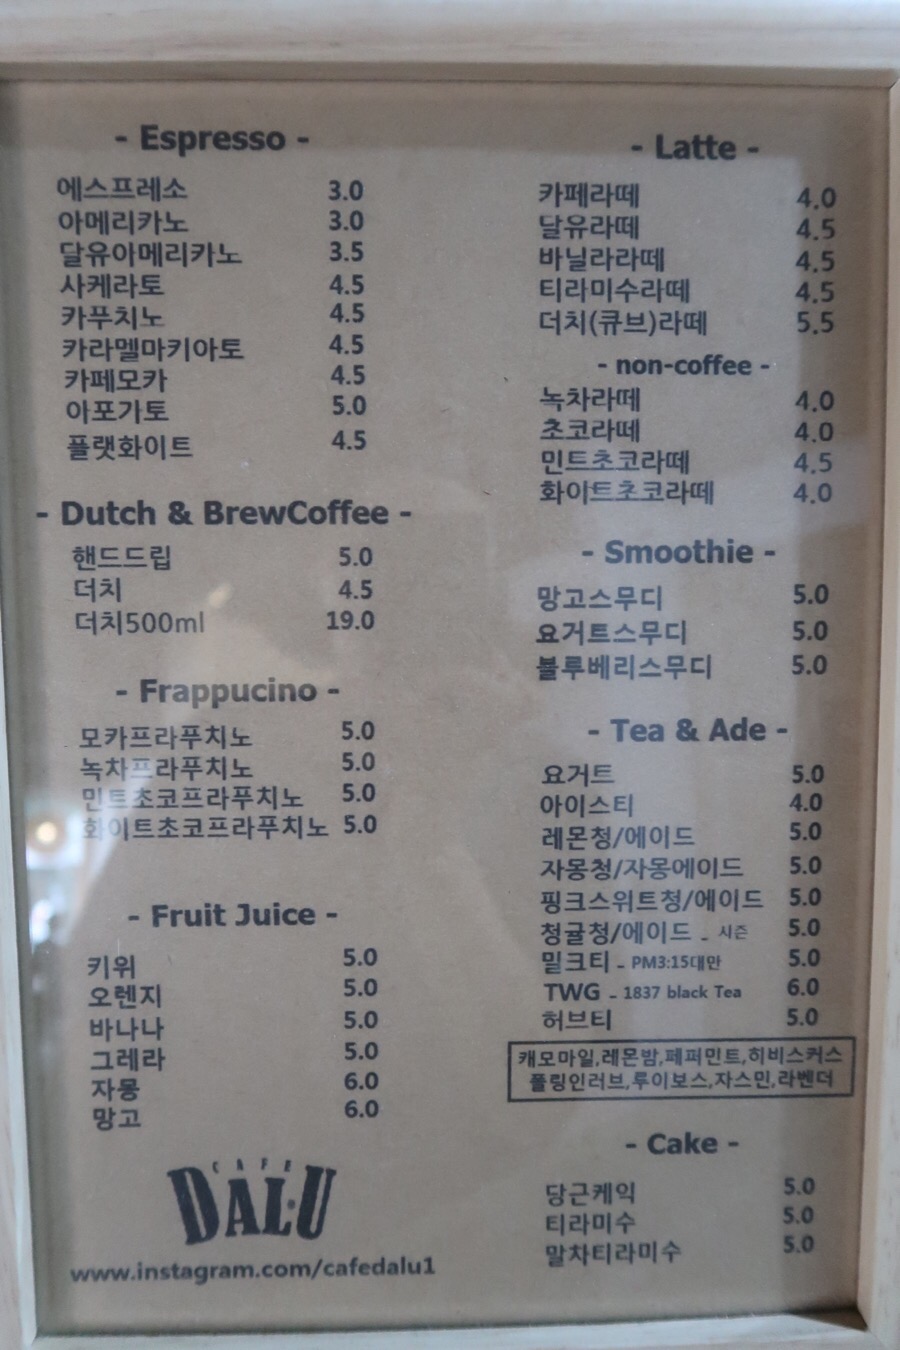 - Espresso -
에스프레소 3.0
아메리카노 3.0
달유아메리카노 3.5
사케라토 4.5
카푸치노 4.5
카라멜마키아토 4.5
카페모카 4.5
아포가토 5.0
플랫화이트 4.5
- Dutch & BrewCoffee -
핸드드립 5.0
더치 4.5
더치500ml 19.0
- Frappucino -
모카프라푸치노 5.0
녹차프라푸치노 5.0
민트초코프라푸치노 5.0
화이트초코프라푸치노 5.0
- Fruit Juice -
키위 5.0
오렌지 5.0
바나나 5.0
그레라 5.0
자몽 6.0
망고 6.0
CAFE
DALU
www.instagram.com/cafedalu1
- Latte -
카페라떼 4.0
달유라떼 4.5
바닐라라떼 4.5
티라미수라떼 4.5
더치(큐브)라떼 5.5
- non-coffee -
녹차라떼 4.0
초코라떼 4.0
민트초코라떼 4.5
화이트초코라떼 4.0
- Smoothie -
망고스무디 5.0
요거트스무디 5.0
블루베리스무디 5.0
- Tea & Ade -
요거트 5.0
아이스티 4.0
레몬청/에이드 5.0
자몽청/자몽에이드 5.0
핑크스위트청/에이드 5.0
청귤청/에이드 - 시즌 5.0
밀크티 - PM3:15대만 5.0
TWG - 1837 black Tea 6.0
허브티 5.0
캐모마일,레몬밤,페퍼민트,히비스커스
폴링인러브,루이보스,자스민,라벤더
- Cake -
당근케익 5.0
티라미수 5.0
말차티라미수 5.0